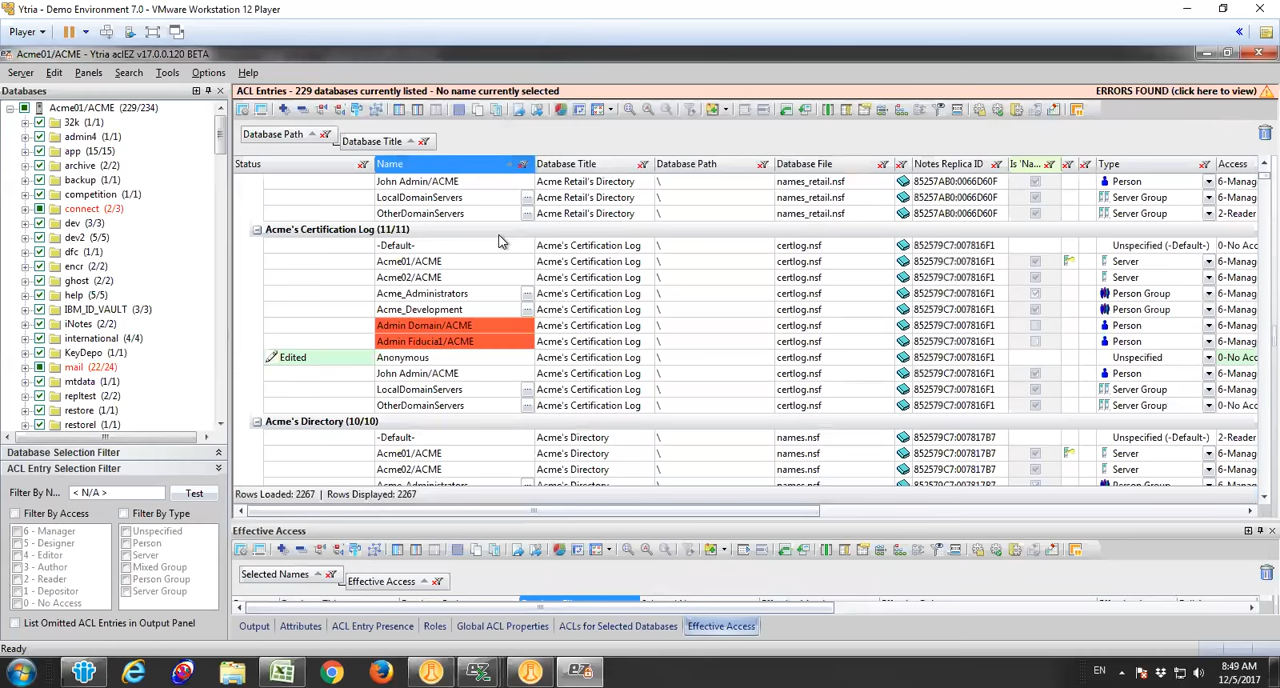 Ytria - Demo Environment 7.0 - VMware Workstation 12 Player
Player
Acme01/ACME - Ytria aclEZ v17.0.0.120 BETA
Server Edit Panels Search Tools Options Help
Databases
Acme01/ACME (229/234)
32k (1/1)
admin4 (1/1)
app (15/15)
archive (2/2)
backup (1/1)
competition (1/1)
connect (2/3)
dev (3/3)
dev2 (5/5)
dfc (1/1)
encr (2/2)
ghost (2/2)
help (5/5)
IBM_ID_VAULT (3/3)
iNotes (2/2)
international (4/4)
KeyDepo (2/2)
mail (22/24)
mtdata (1/1)
repltest (2/2)
restore (1/1)
restorel (2/2)
Database Selection Filter
ACL Entry Selection Filter
Filter By N... < N/A > Test
Filter By Access Filter By Type
6 - Manager Unspecified
5 - Designer Person
4 - Editor Server
3 - Author Mixed Group
2 - Reader Person Group
1 - Depositor Server Group
0 - No Access
List Omitted ACL Entries in Output Panel
ACL Entries - 229 databases currently listed - No name currently selected ERRORS FOUND (click here to view)
Database Path
Database Title
Status Name Database Title Database Path Database File Notes Replica ID Is 'Na... Type Access
John Admin/ACME Acme Retail's Directory \ names_retail.nsf 85257AB0:0066D60F Person 6-Manag
LocalDomainServers ... Acme Retail's Directory \ names_retail.nsf 85257AB0:0066D60F Server Group 6-Manag
OtherDomainServers ... Acme Retail's Directory \ names_retail.nsf 85257AB0:0066D60F Server Group 2-Reader
Acme's Certification Log (11/11)
-Default- Acme's Certification Log \ certlog.nsf 852579C7:007816F1 Unspecified (-Default-) 0-No Acc
Acme01/ACME Acme's Certification Log \ certlog.nsf 852579C7:007816F1 Server 6-Manag
Acme02/ACME Acme's Certification Log \ certlog.nsf 852579C7:007816F1 Server 6-Manag
Acme_Administrators ... Acme's Certification Log \ certlog.nsf 852579C7:007816F1 Person Group 6-Manag
Acme_Development ... Acme's Certification Log \ certlog.nsf 852579C7:007816F1 Person Group 6-Manag
Admin Domain/ACME Acme's Certification Log \ certlog.nsf 852579C7:007816F1 Person 6-Manag
Admin Fiducia1/ACME Acme's Certification Log \ certlog.nsf 852579C7:007816F1 Person 6-Manag
Edited Anonymous Acme's Certification Log \ certlog.nsf 852579C7:007816F1 Unspecified 0-No Acc
John Admin/ACME Acme's Certification Log \ certlog.nsf 852579C7:007816F1 Person 6-Manag
LocalDomainServers ... Acme's Certification Log \ certlog.nsf 852579C7:007816F1 Server Group 6-Manag
OtherDomainServers ... Acme's Certification Log \ certlog.nsf 852579C7:007816F1 Server Group 6-Manag
Acme's Directory (10/10)
-Default- Acme's Directory \ names.nsf 852579C7:007817B7 Unspecified (-Default-) 2-Reader
Acme01/ACME Acme's Directory \ names.nsf 852579C7:007817B7 Server 6-Manag
Acme02/ACME Acme's Directory \ names.nsf 852579C7:007817B7 Server 6-Manag
Acme_Administrators Acme's Directory \ names.nsf 852579C7:007817B7 Person Group 6-Manag
Rows Loaded: 2267 | Rows Displayed: 2267
Effective Access
Selected Names
Effective Access
Output Attributes ACL Entry Presence Roles Global ACL Properties ACLs for Selected Databases Effective Access
Ready
EN 8:49 AM
12/5/2017